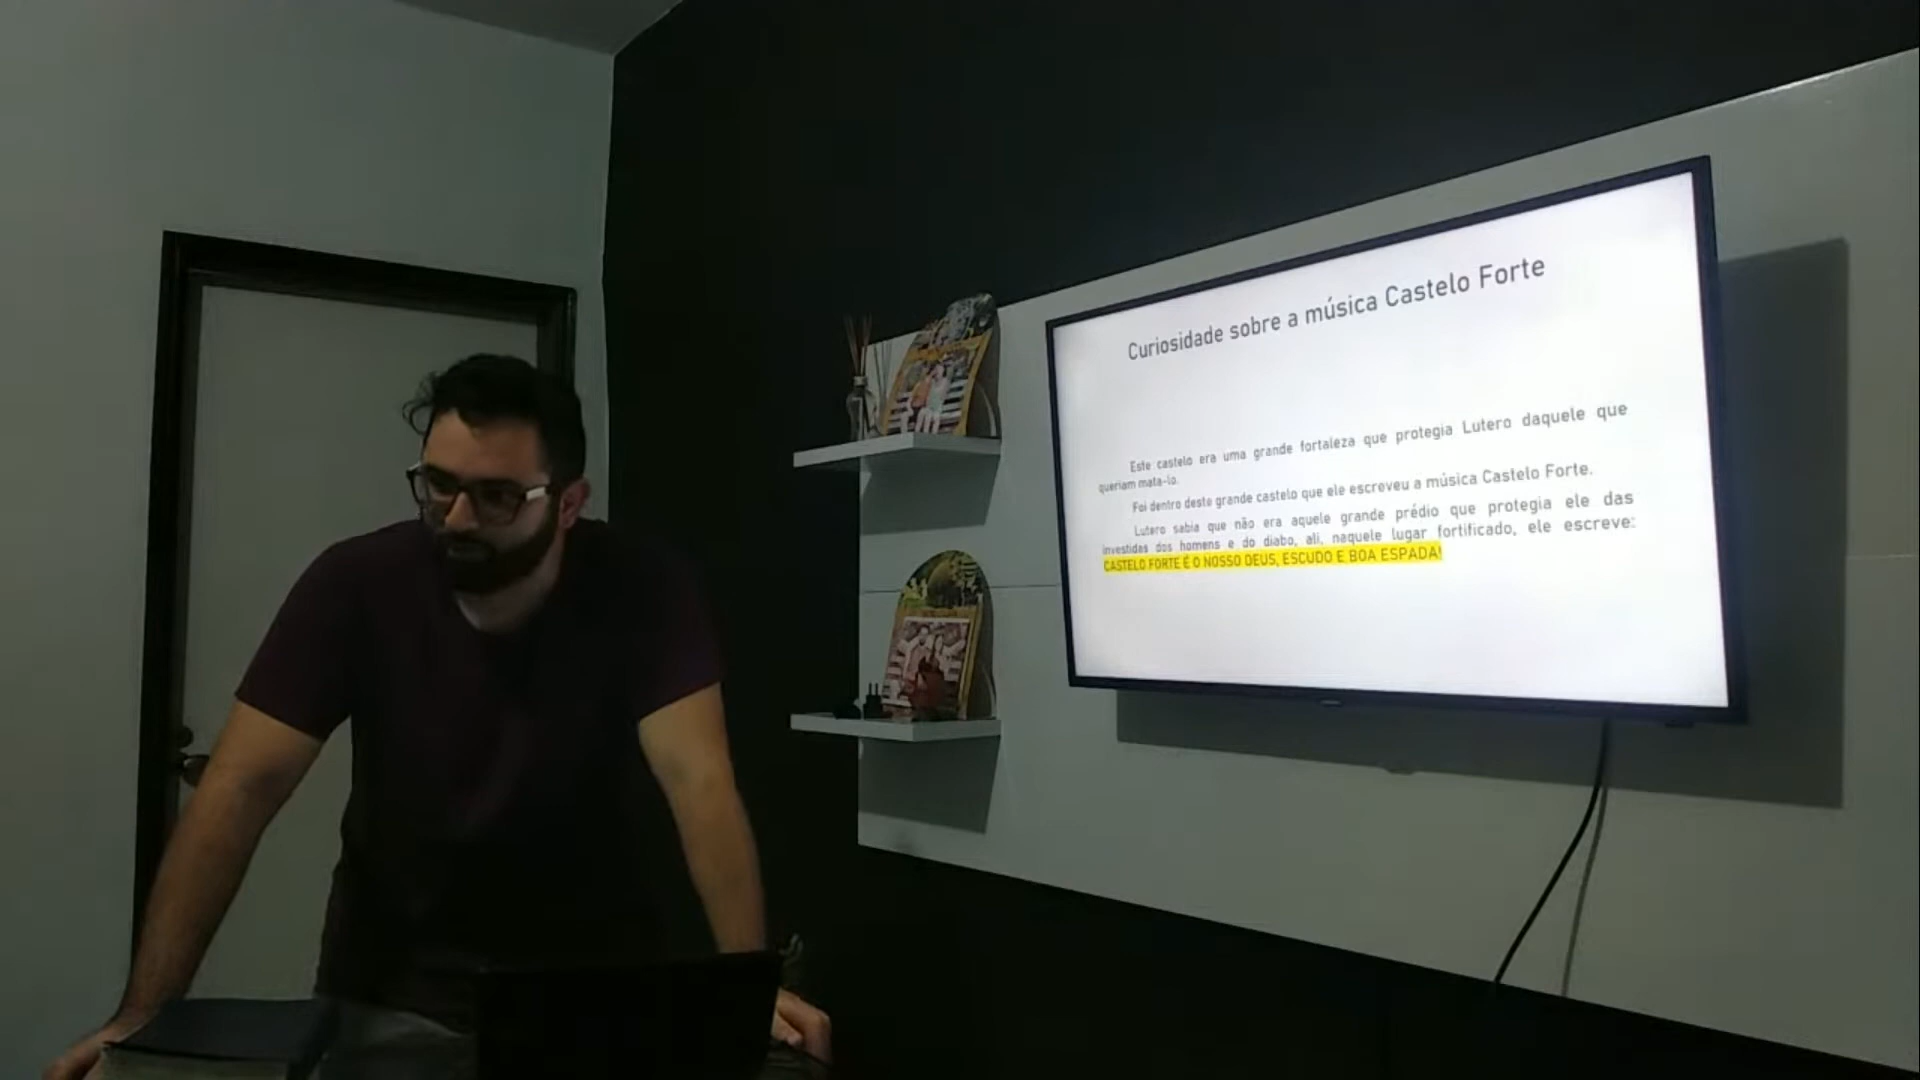 Curiosidade sobre a música Castelo Forte
Este castelo era uma grande fortaleza que protegia Lutero daquele que
queriam mata-lo.
Foi dentro deste grande castelo que ele escreveu a música Castelo Forte.
Lutero sabia que não era aquele grande prédio que protegia ele das
investidas dos homens e do diabo, ali, naquele lugar fortificado, ele escreve:
CASTELO FORTE É O NOSSO DEUS, ESCUDO E BOA ESPADA!